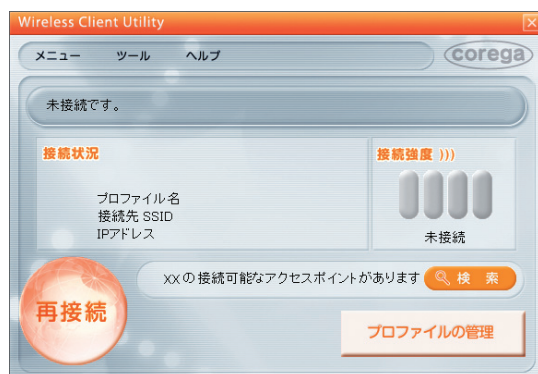 Wireless Client Utility
メニュー ツール ヘルプ
corega
未接続です。
接続状況
接続強度 )))
プロファイル名
接続先 SSID
IPアドレス
未接続
xxの接続可能なアクセスポイントがあります 検 索
再接続
プロファイルの管理